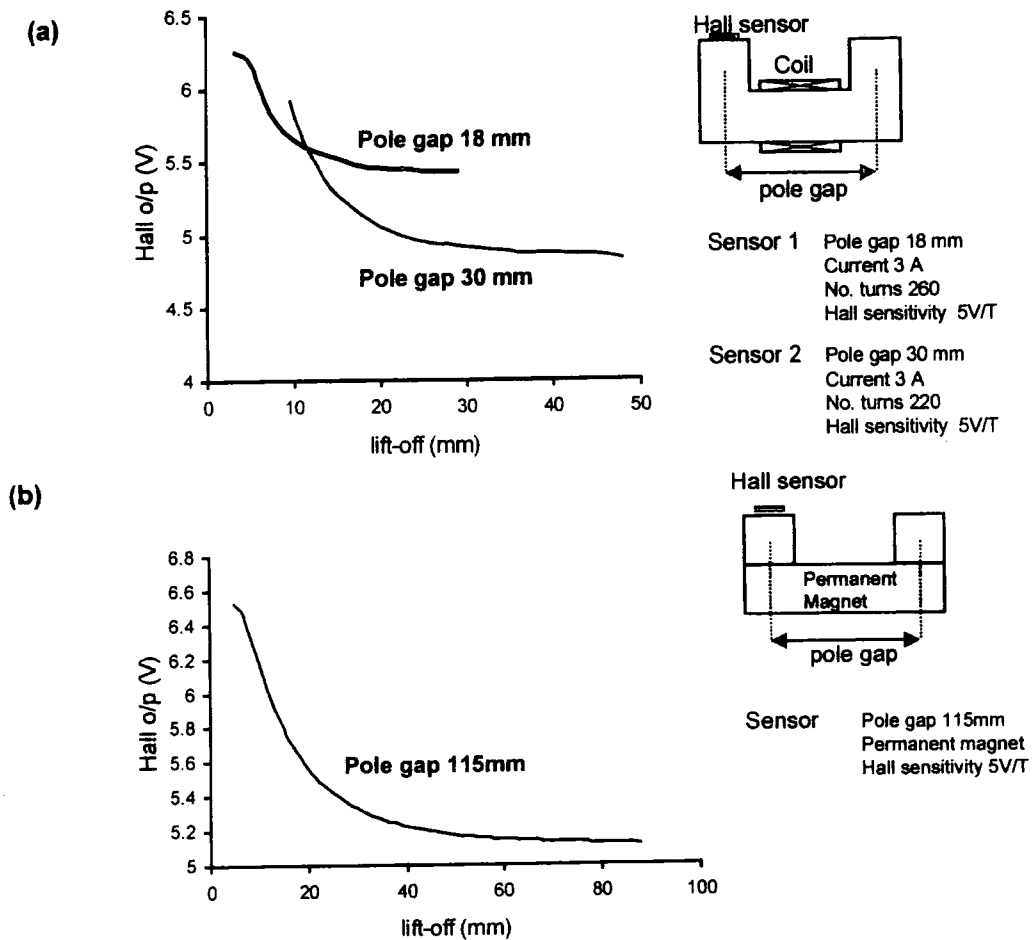 (a)
6.5
6
5.5
5
4.5
4
Hall o/p (V)
Pole gap 18 mm
Pole gap 30 mm
0 10 20 30 40 50
lift-off (mm)
Hall sensor
Coil
pole gap
Sensor 1 Pole gap 18 mm
Current 3 A
No. turns 260
Hall sensitivity 5V/T
Sensor 2 Pole gap 30 mm
Current 3 A
No. turns 220
Hall sensitivity 5V/T
(b)
6.8
6.6
6.4
6.2
6
5.8
5.6
5.4
5.2
5
Hall o/p (V)
Pole gap 115mm
0 20 40 60 80 100
lift-off (mm)
Hall sensor
Permanent
Magnet
pole gap
Sensor Pole gap 115mm
Permanent magnet
Hall sensitivity 5V/T